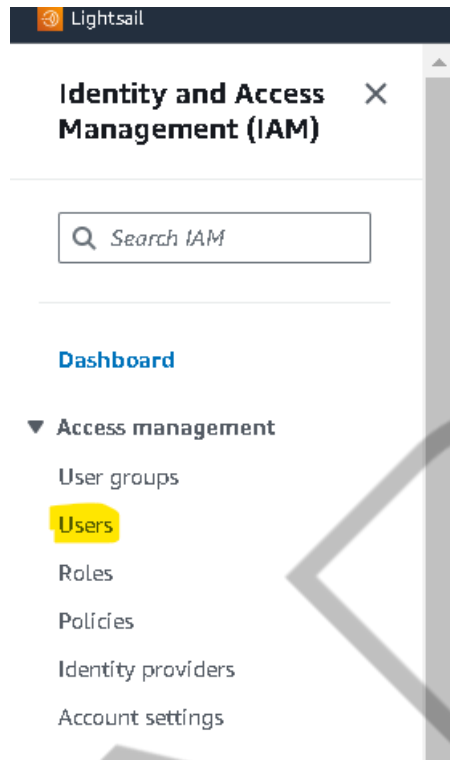 Lightsail
Identity and Access
Management (IAM)
Search IAM
Dashboard
Access management
User groups
Users
Roles
Policies
Identity providers
Account settings